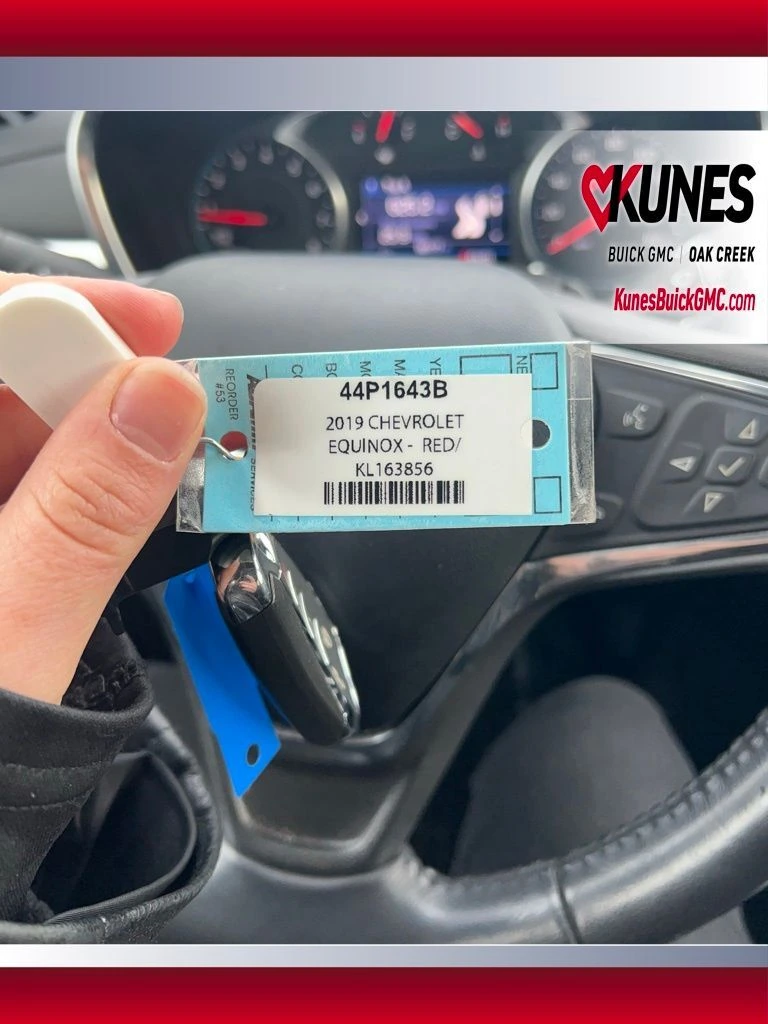 KUNES
BUICK GMC | OAK CREEK
KunesBuickGMC.com
REORDER
#53
44P1643B
2019 CHEVROLET
EQUINOX - RED/
KL163856